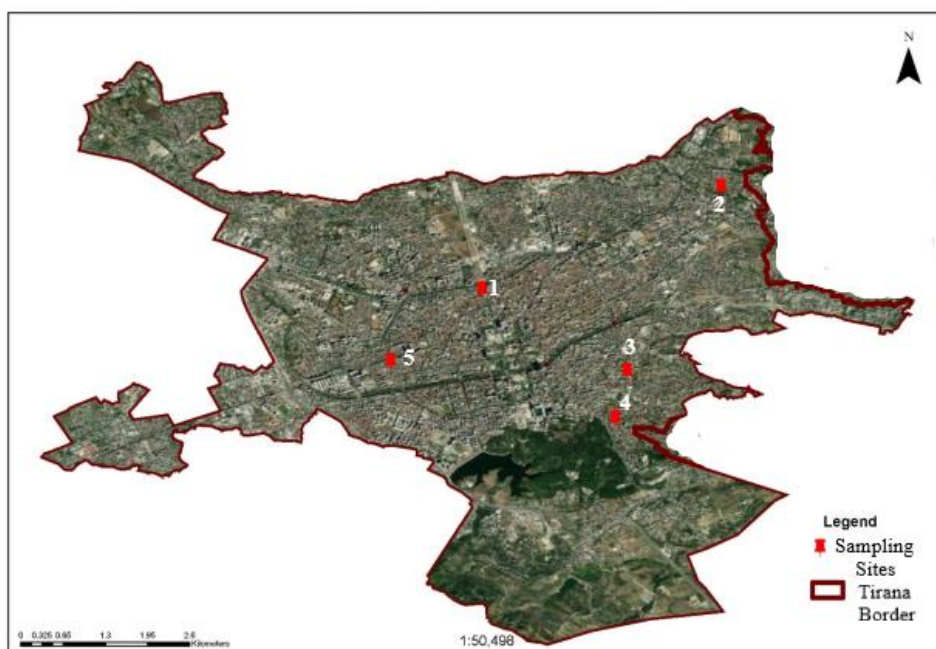 N
2
1
3
5
4
Legend
Sampling
Sites
Tirana
Border
0 0.325 0.65 1.3 1.95 2.6
Kilometers
1:50,498